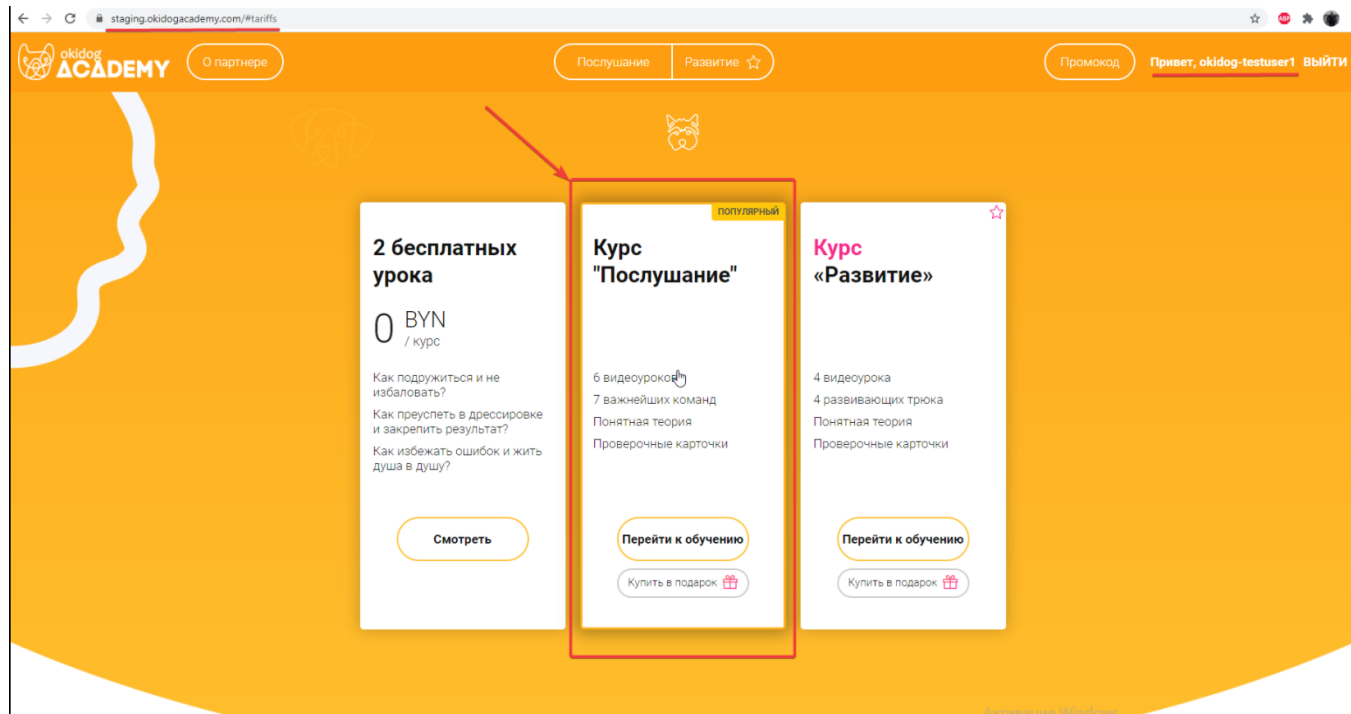 staging.okidogacademy.com/#tariffs
ABP
okidog
ACADEMY
О партнере
Послушание
Развитие
Промокод
Привет, okidog-testuser1 ВЫЙТИ
2 бесплатных
урока
0 BYN
/ курс
Как подружиться и не
избаловать?
Как преуспеть в дрессировке
и закрепить результат?
Как избежать ошибок и жить
душа в душу?
Смотреть
ПОПУЛЯРНЫЙ
Курс
"Послушание"
6 видеоуроков
7 важнейших команд
Понятная теория
Проверочные карточки
Перейти к обучению
Купить в подарок
Курс
«Развитие»
4 видеоурока
4 развивающих трюка
Понятная теория
Проверочные карточки
Перейти к обучению
Купить в подарок
Активация Windows